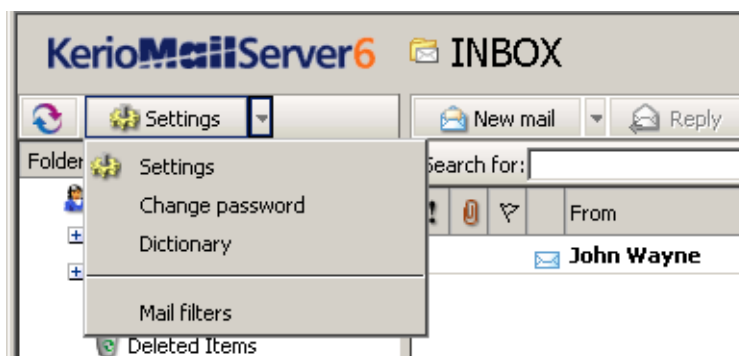 KerioMailServer6 INBOX
Settings New mail Reply
Folder Search for:
Settings
Change password
Dictionary
From
John Wayne
Mail filters
Deleted Items